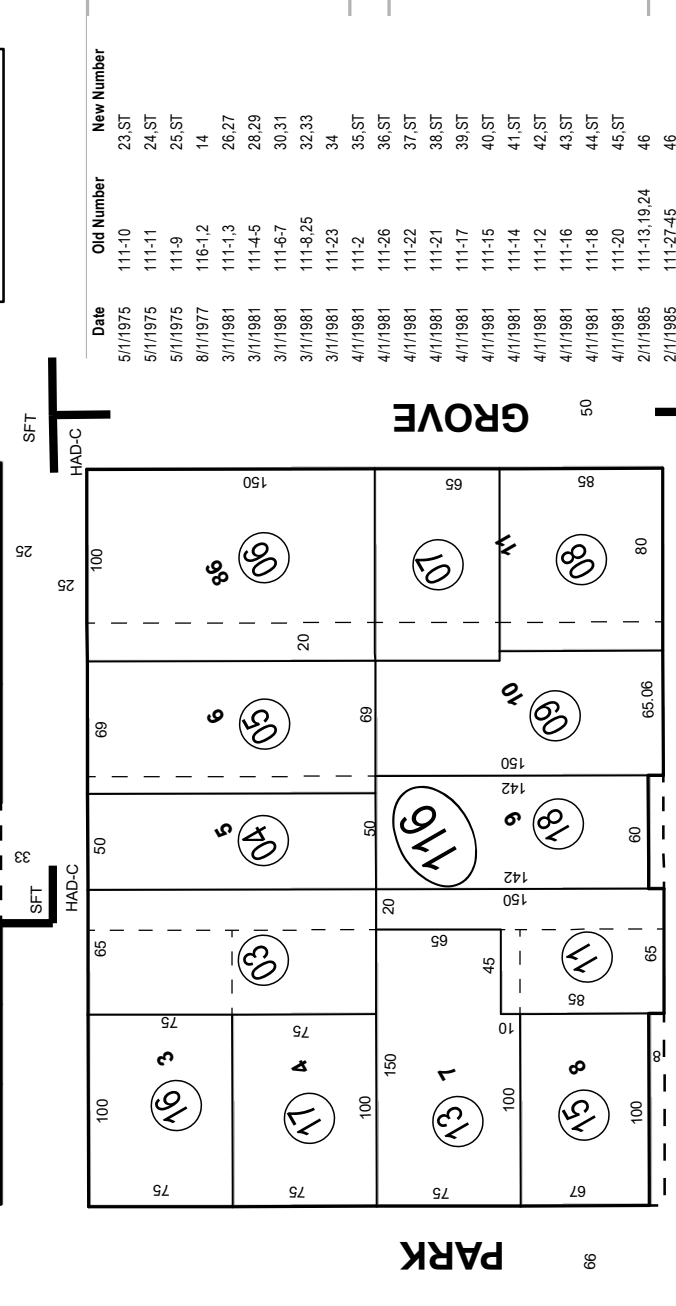 Date Old Number New Number
5/1/1975 111-10 23,ST
5/1/1975 111-11 24,ST
5/1/1975 111-9 25,ST
8/1/1977 116-1,2 14
3/1/1981 111-1,3 26,27
3/1/1981 111-4-5 28,29
3/1/1981 111-6-7 30,31
3/1/1981 111-8,25 32,33
3/1/1981 111-23 34
4/1/1981 111-2 35,ST
4/1/1981 111-26 36,ST
4/1/1981 111-22 37,ST
4/1/1981 111-21 38,ST
4/1/1981 111-17 39,ST
4/1/1981 111-15 40,ST
4/1/1981 111-14 41,ST
4/1/1981 111-12 42,ST
4/1/1981 111-16 43,ST
4/1/1981 111-18 44,ST
4/1/1981 111-20 45,ST
2/1/1985 111-13,19,24 46
2/1/1985 111-27-45 46
SFT
HAD-C
25
25
33
SFT
HAD-C
GROVE
50
PARK
66
100
150
86
06
20
65
07
11
85
08
80
69
6
05
69
10
09
150
65.06
50
5
04
50
116
142
9
18
142
60
65
03
20
150
65
45
11
85
65
75
100
3
16
75
75
4
17
100
75
10
150
7
13
100
75
8
15
100
67
8